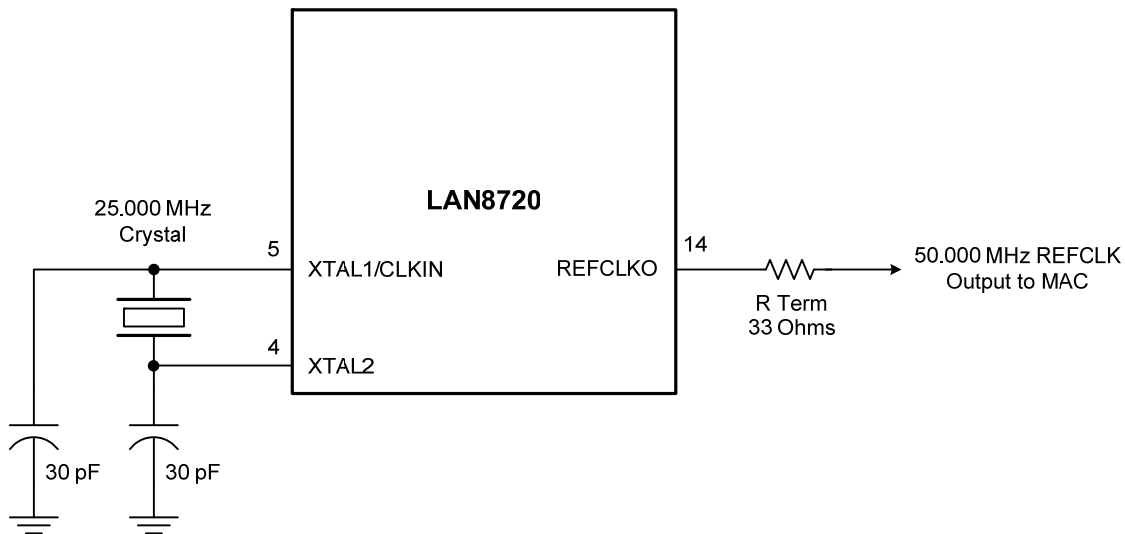 LAN8720
25.000 MHz
Crystal
5
XTAL1/CLKIN
REFCLKO
14
50.000 MHz REFCLK
Output to MAC
R Term
33 Ohms
4
XTAL2
30 pF
30 pF